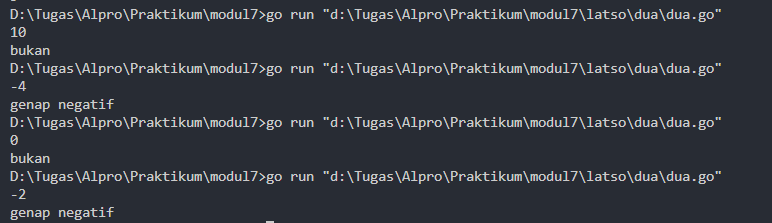 D:\Tugas\Alpro\Praktikum\modul7>go run "d:\Tugas\Alpro\Praktikum\modul7\latso\dua\dua.go"
10
bukan
D:\Tugas\Alpro\Praktikum\modul7>go run "d:\Tugas\Alpro\Praktikum\modul7\latso\dua\dua.go"
-4
genap negatif
D:\Tugas\Alpro\Praktikum\modul7>go run "d:\Tugas\Alpro\Praktikum\modul7\latso\dua\dua.go"
0
bukan
D:\Tugas\Alpro\Praktikum\modul7>go run "d:\Tugas\Alpro\Praktikum\modul7\latso\dua\dua.go"
-2
genap negatif